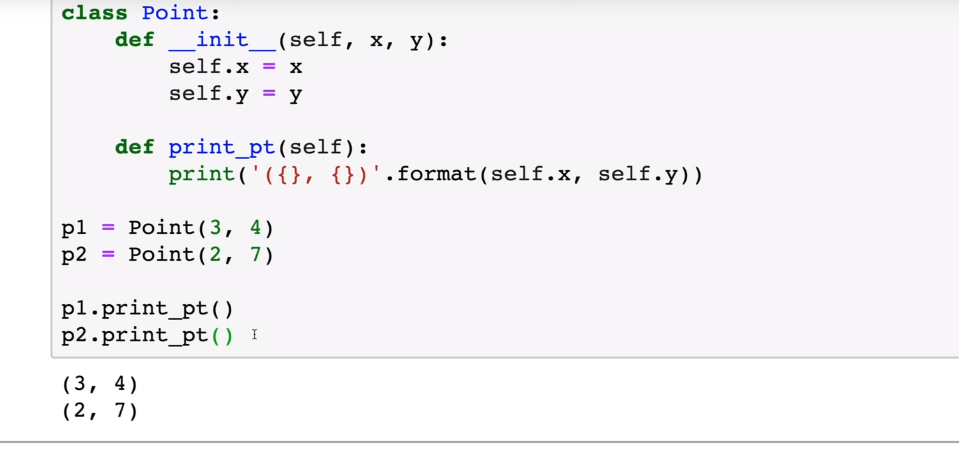 class Point:
    def __init__(self, x, y):
        self.x = x
        self.y = y
    def print_pt(self):
        print('({}, {})'.format(self.x, self.y))
p1 = Point(3, 4)
p2 = Point(2, 7)
p1.print_pt()
p2.print_pt()
(3, 4)
(2, 7)